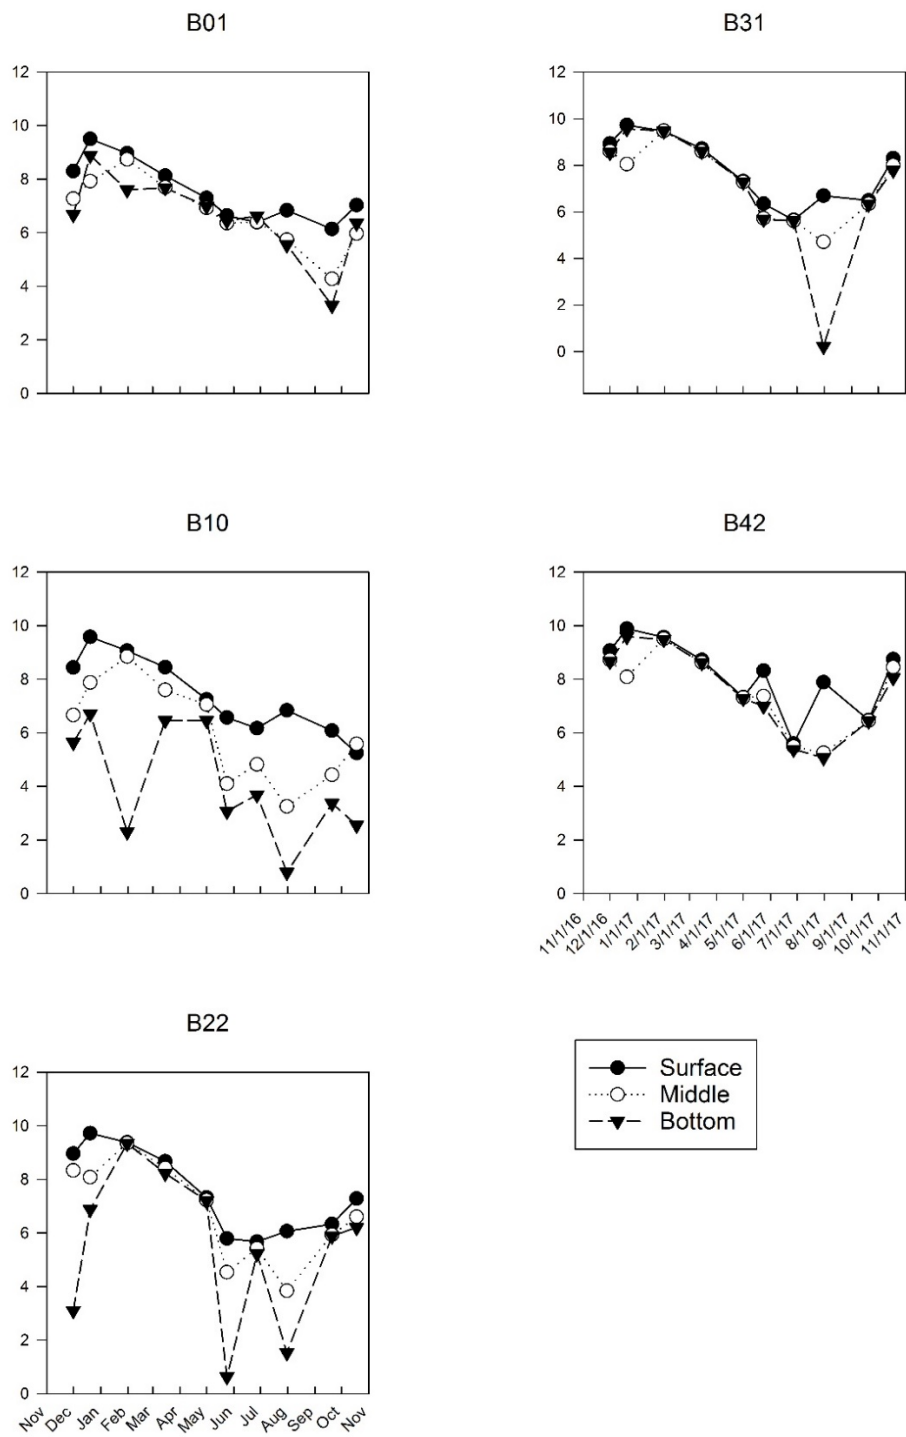 B01
12
10
8
6
4
2
0
B31
12
10
8
6
4
2
0
B10
12
10
8
6
4
2
0
B42
12
10
8
6
4
2
0
11/1/16
12/1/16
1/1/17
2/1/17
3/1/17
4/1/17
5/1/17
6/1/17
7/1/17
8/1/17
9/1/17
10/1/17
11/1/17
B22
12
10
8
6
4
2
0
Nov
Dec
Jan
Feb
Mar
Apr
May
Jun
Jul
Aug
Sep
Oct
Nov
Surface
Middle
Bottom